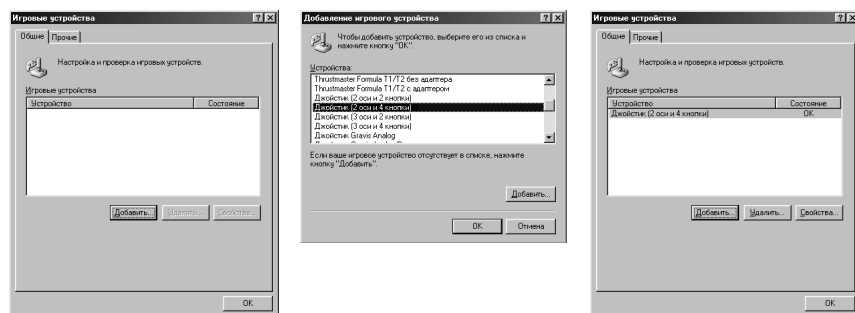 Игровые устройства
Общие Прочие
Настройка и проверка игровых устройств.
Игровые устройства
Устройство Состояние
Добавить... Удалить... Свойства...
OK
Добавление игрового устройства
Чтобы добавить устройство, выберите его из списка и
нажмите кнопку "OK".
Устройства:
Thrustmaster Formula T1/T2 без адаптера
Thrustmaster Formula T1/T2 с адаптером
Джойстик (2 оси и 2 кнопки)
Джойстик (2 оси и 4 кнопки)
Джойстик (3 оси и 2 кнопки)
Джойстик (3 оси и 4 кнопки)
Джойстик Gravis Analog
Если ваше игровое устройство отсутствует в списке, нажмите
кнопку "Добавить".
Добавить...
OK Отмена
Игровые устройства
Общие Прочие
Настройка и проверка игровых устройств.
Игровые устройства
Устройство Состояние
Джойстик (2 оси и 4 кнопки) OK
Добавить... Удалить... Свойства...
OK